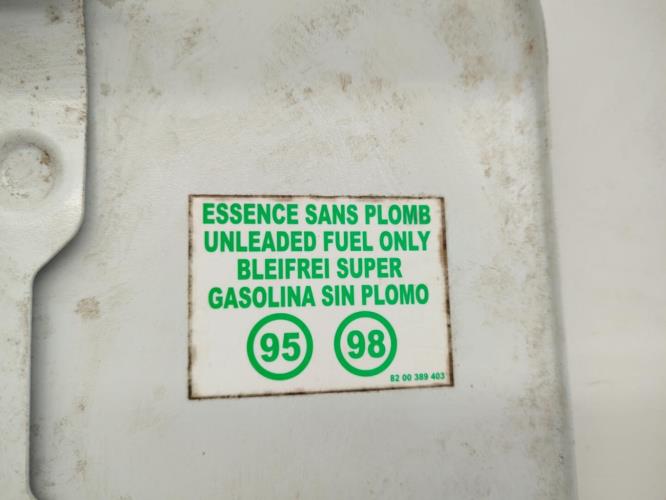 ESSENCE SANS PLOMB
UNLEADED FUEL ONLY
BLEIFREI SUPER
GASOLINA SIN PLOMO
95 98
82 00 389 403